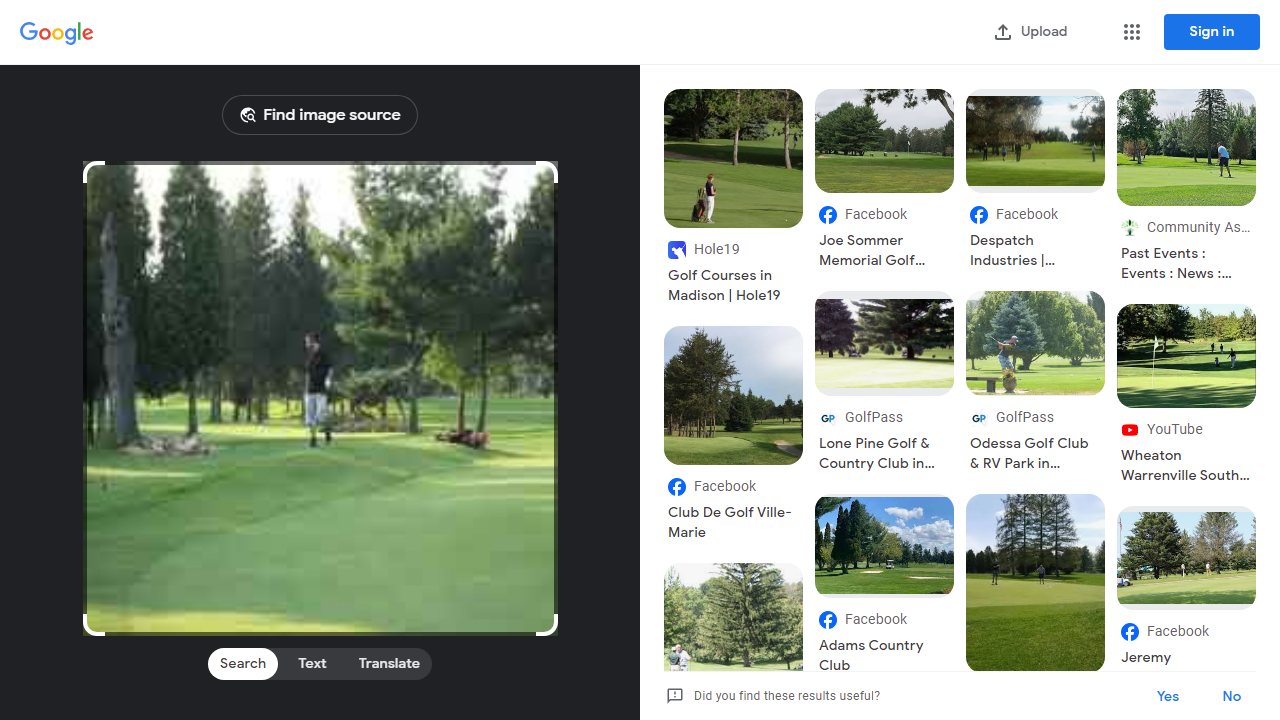 Google
Upload
Sign in
Find image source
Search
Text
Translate
Hole19
Golf Courses in
Madison | Hole19
Facebook
Club De Golf Ville-
Marie
Facebook
Joe Sommer
Memorial Golf...
GP
GolfPass
Lone Pine Golf &
Country Club in...
Facebook
Adams Country
Club
Facebook
Despatch
Industries |...
GP
GolfPass
Odessa Golf Club
& RV Park in...
Community As...
Past Events :
Events : News :...
YouTube
Wheaton
Warrenville South...
Facebook
Jeremy
Did you find these results useful?
Yes
No